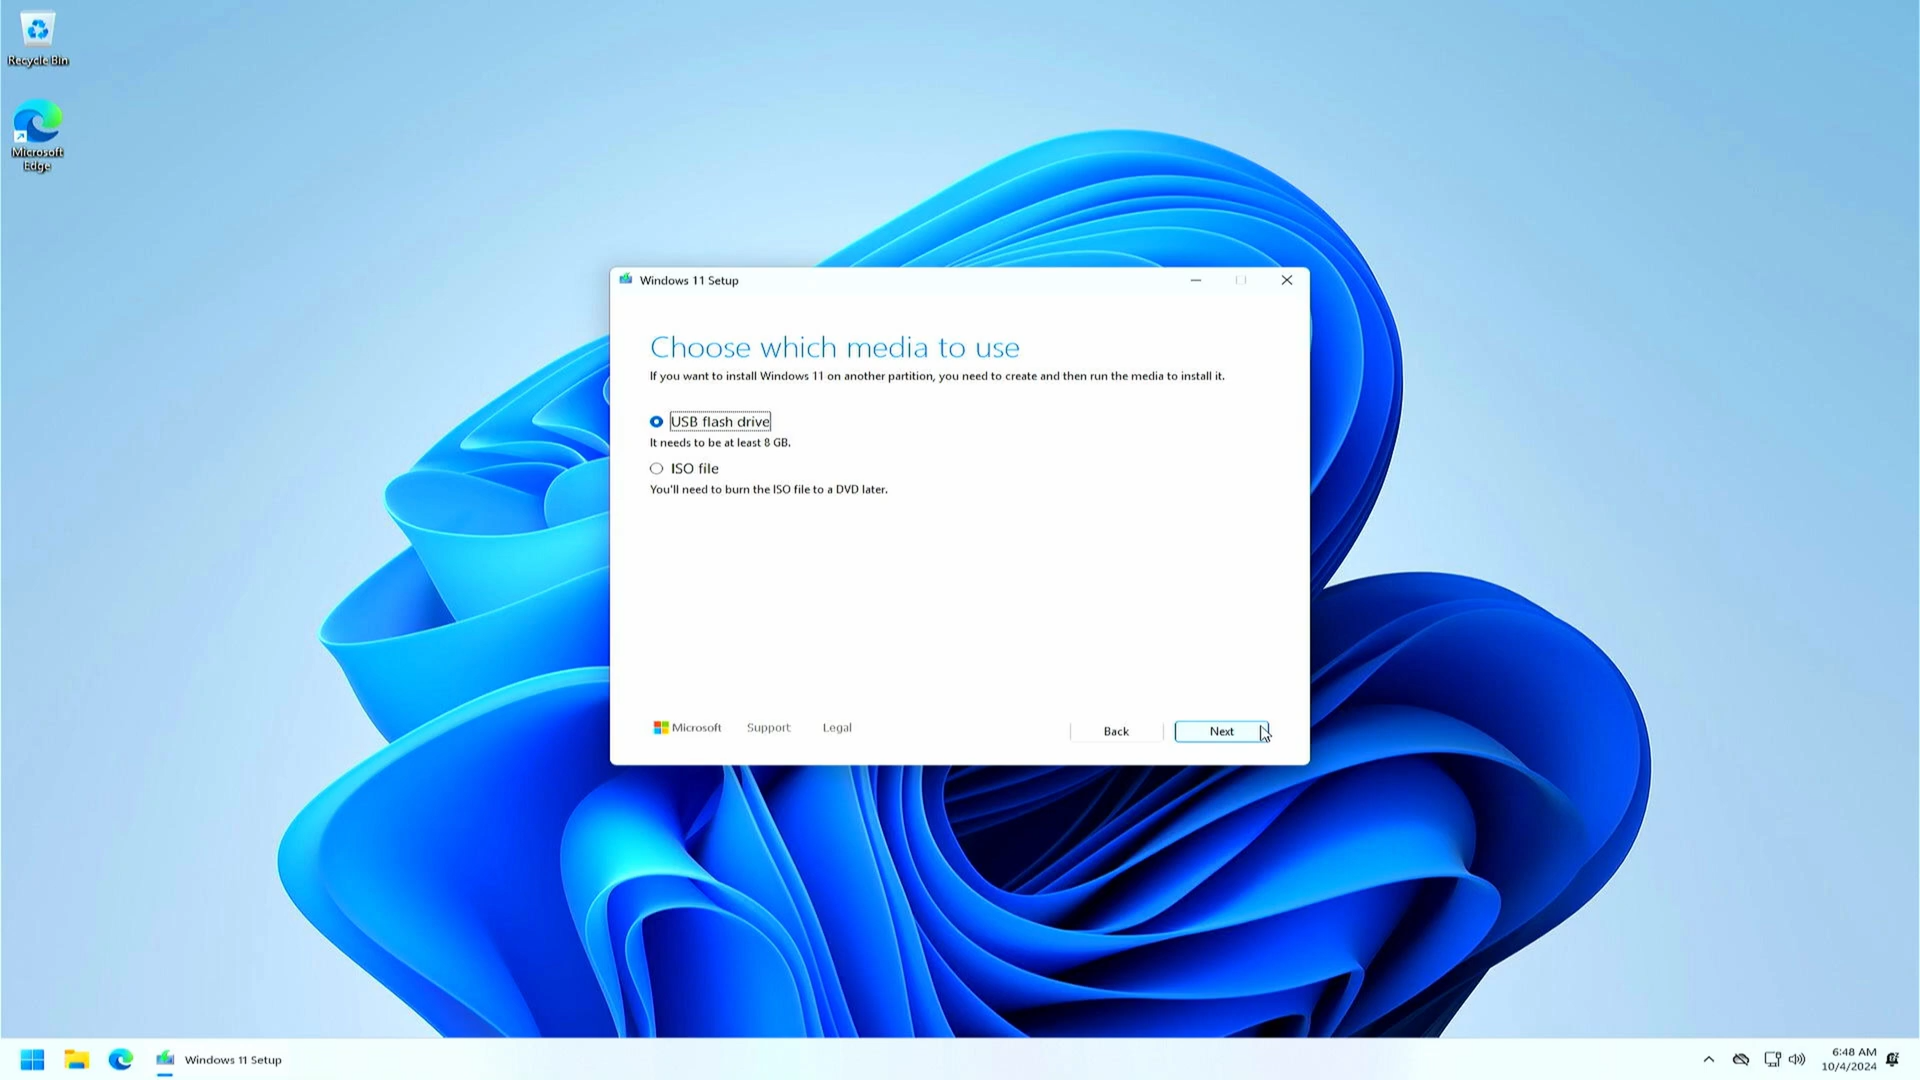 Recycle Bin
Microsoft
Edge
Windows 11 Setup
Choose which media to use
If you want to install Windows 11 on another partition, you need to create and then run the media to install it.
USB flash drive
It needs to be at least 8 GB.
ISO file
You'll need to burn the ISO file to a DVD later.
Microsoft Support Legal Back Next
Windows 11 Setup
6:48 AM
10/4/2024